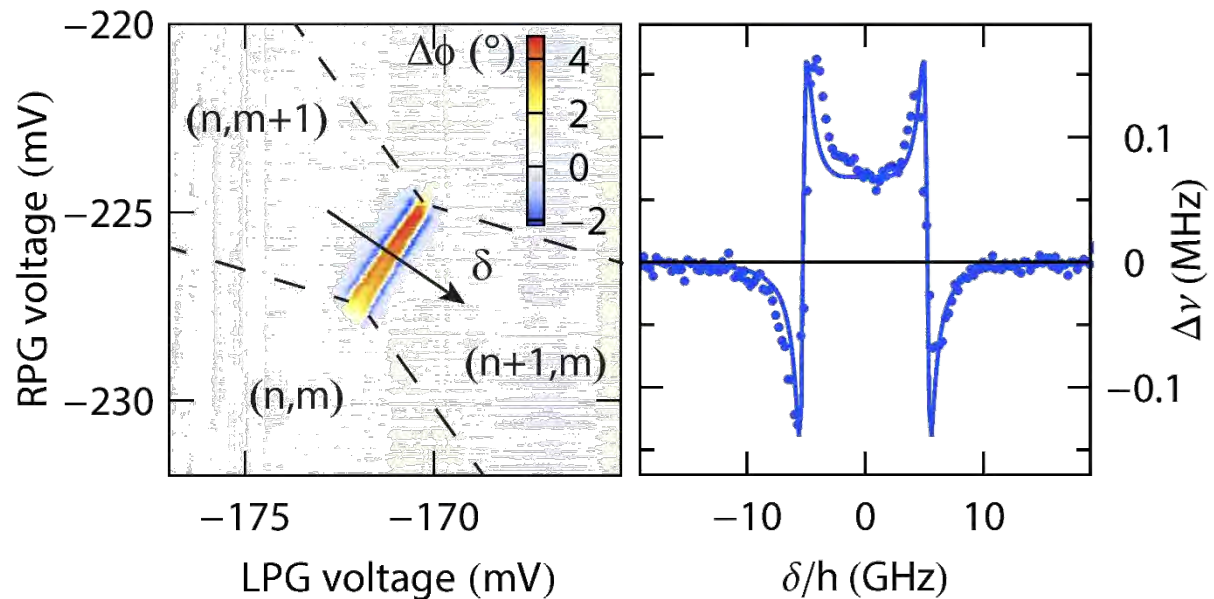 RPG voltage (mV)
−220
−225
−230
(n,m+1)
Δϕ (°)
4
2
0
−2
δ
(n+1,m)
(n,m)
−175
−170
LPG voltage (mV)
0.1
0
−0.1
Δν (MHz)
−10
0
10
δ/h (GHz)